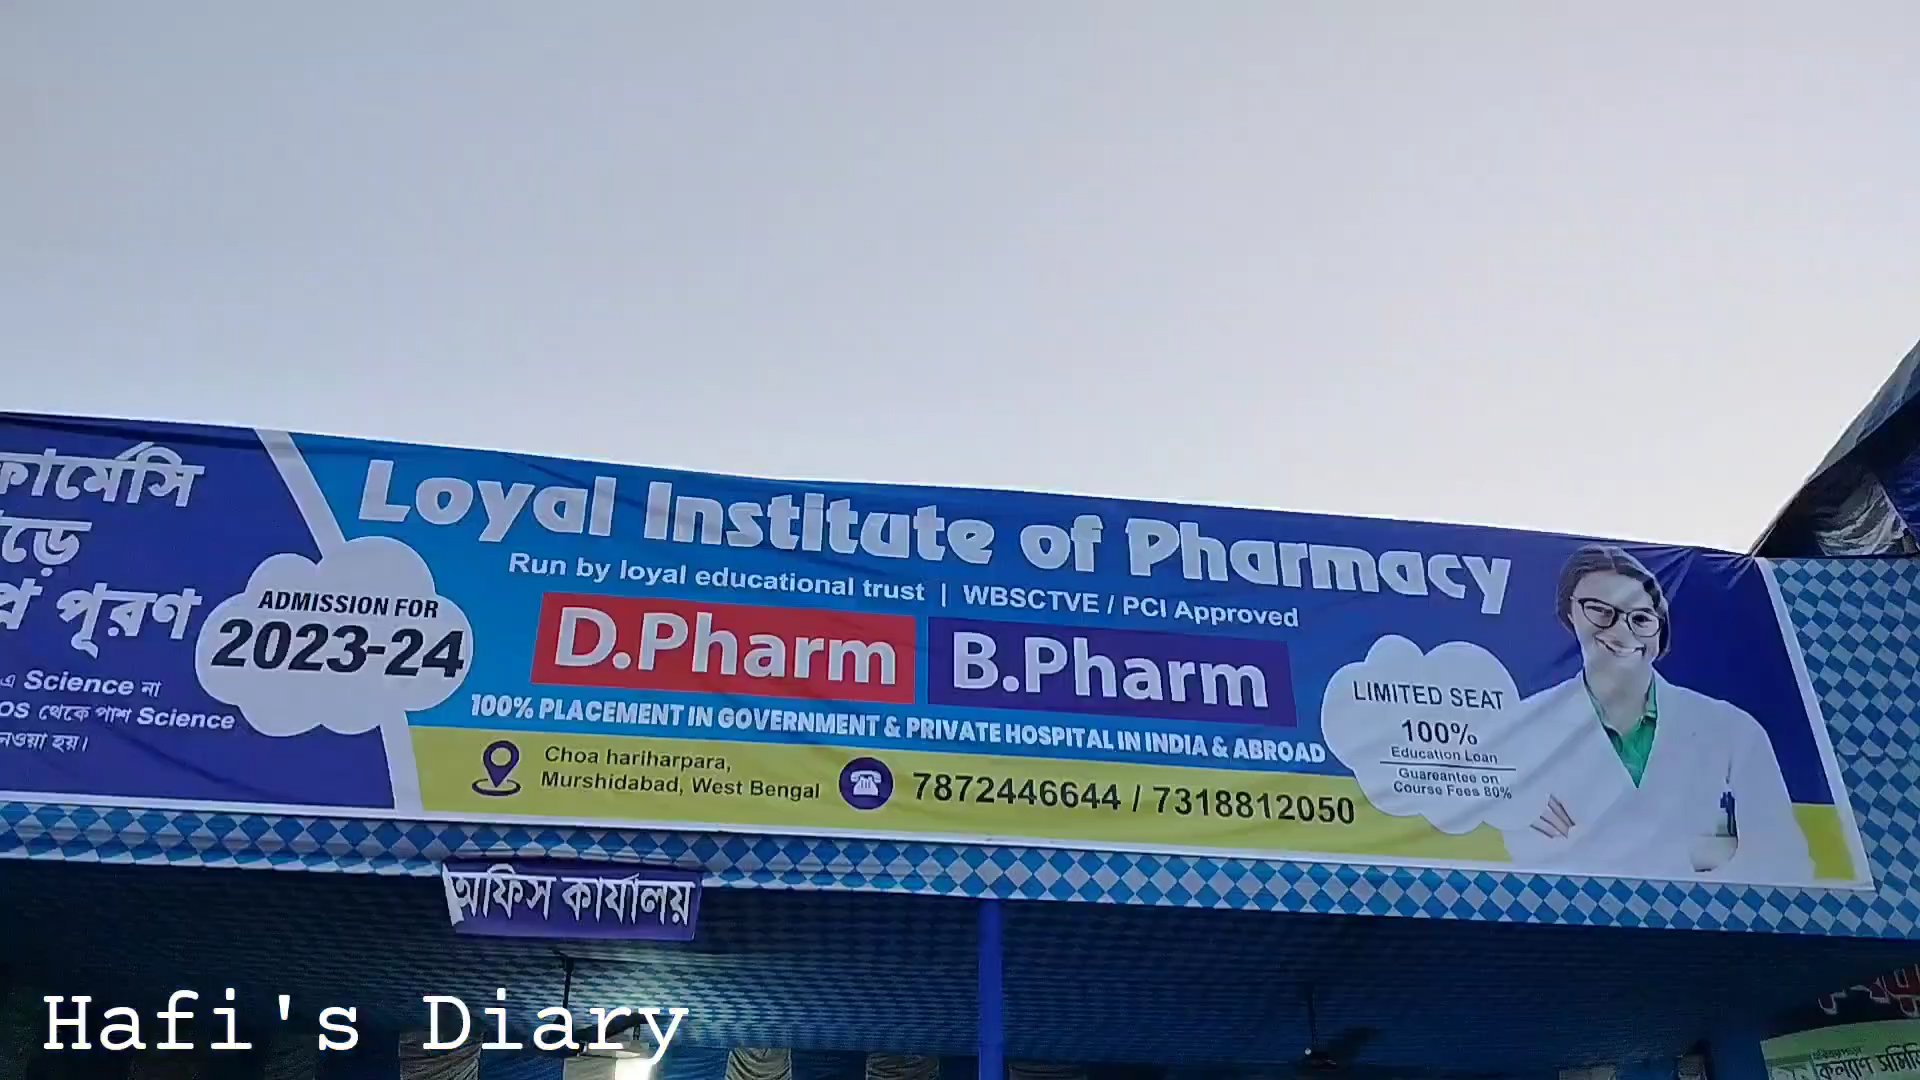 ফার্মেসি
পূরণ
এ Science না
OS থেকে পাশ Science
নেওয়া হয়।
ADMISSION FOR
2023-24
Loyal Institute of Pharmacy
Run by loyal educational trust | WBSCTVE / PCI Approved
D.Pharm B.Pharm
100% PLACEMENT IN GOVERNMENT & PRIVATE HOSPITAL IN INDIA & ABROAD
Choa hariharpara,
Murshidabad, West Bengal
7872446644 / 7318812050
LIMITED SEAT
100%
Education Loan
Guareantee on
Course Fees 80%
অফিস কার্যালয়
কল্যাণ সমিতি
Hafi's Diary